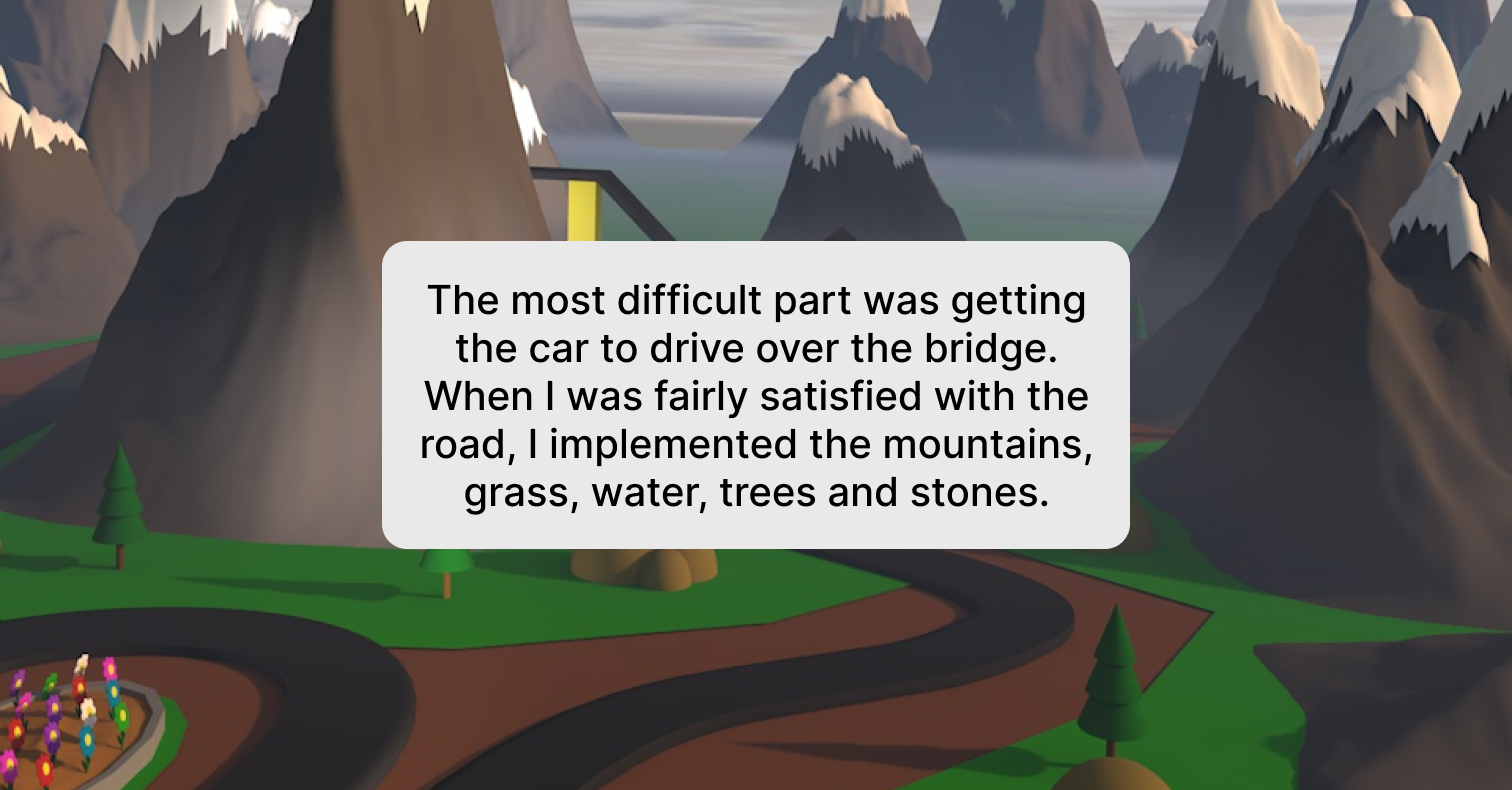 The most difficult part was getting
the car to drive over the bridge.
When I was fairly satisfied with the
road, I implemented the mountains,
grass, water, trees and stones.